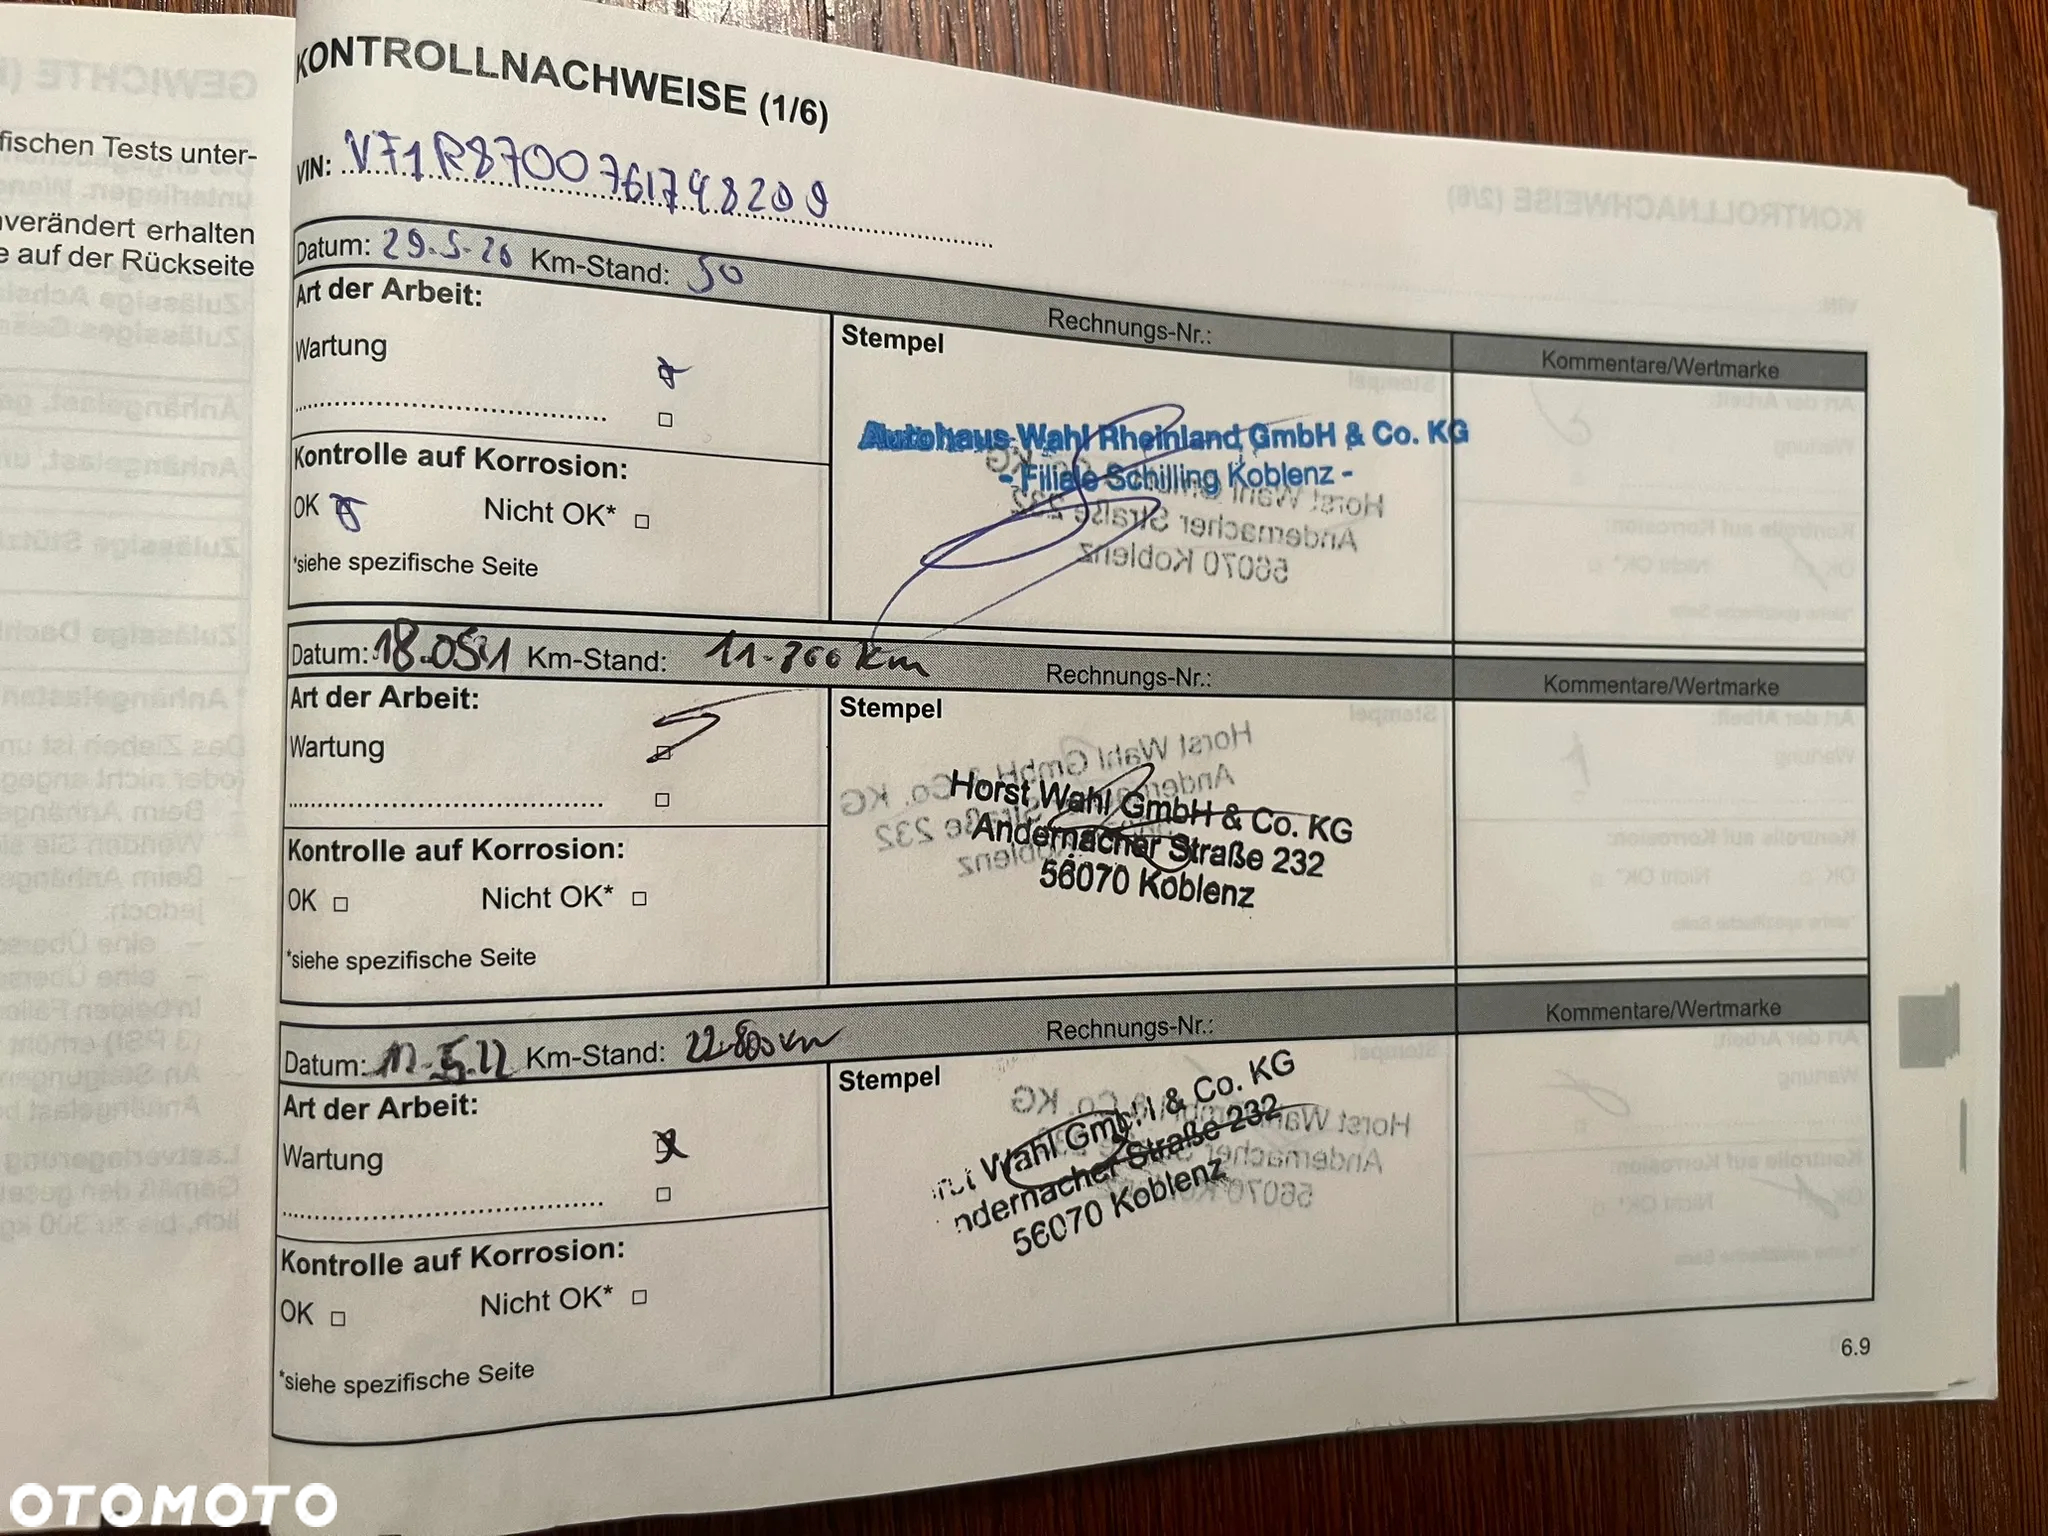 KONTROLLNACHWEISE (1/6)
VIN: VF1R8700761748209
fischen Tests unter-
verändert erhalten
e auf der Rückseite
Datum: 29.5.20 Km-Stand: 50
Rechnungs-Nr.:
Kommentare/Wertmarke
Art der Arbeit:
Wartung
Stempel
Autohaus Wahl Rheinland GmbH & Co. KG
- Filiale Schilling Koblenz -
Kontrolle auf Korrosion:
OK Nicht OK*
*siehe spezifische Seite
Datum: 18.05.21 Km-Stand: km
Rechnungs-Nr.:
Kommentare/Wertmarke
Art der Arbeit:
Wartung
Stempel
Horst Wahl GmbH & Co. KG
Andernacher Straße 232
56070 Koblenz
Kontrolle auf Korrosion:
OK Nicht OK*
*siehe spezifische Seite
Datum: Km-Stand: 22.800 km
Rechnungs-Nr.:
Kommentare/Wertmarke
Art der Arbeit:
Wartung
Stempel
Wahl GmbH & Co. KG
ndernacher Straße 232
56070 Koblenz
Kontrolle auf Korrosion:
OK Nicht OK*
*siehe spezifische Seite
6.9
OTOMOTO